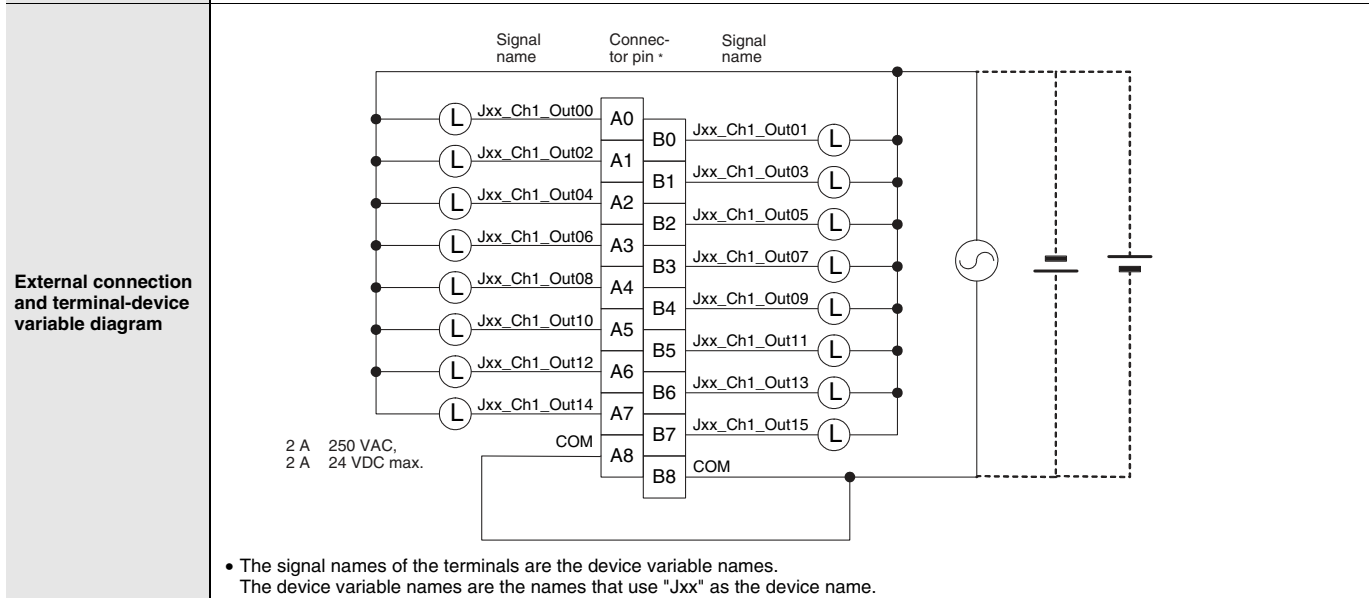 External connection
and terminal-device
variable diagram
Signal
name
Connec-
tor pin *
Signal
name
L Jxx_Ch1_Out00 A0
B0 Jxx_Ch1_Out01 L
L Jxx_Ch1_Out02 A1
B1 Jxx_Ch1_Out03 L
L Jxx_Ch1_Out04 A2
B2 Jxx_Ch1_Out05 L
L Jxx_Ch1_Out06 A3
B3 Jxx_Ch1_Out07 L
L Jxx_Ch1_Out08 A4
B4 Jxx_Ch1_Out09 L
L Jxx_Ch1_Out10 A5
B5 Jxx_Ch1_Out11 L
L Jxx_Ch1_Out12 A6
B6 Jxx_Ch1_Out13 L
L Jxx_Ch1_Out14 A7
B7 Jxx_Ch1_Out15 L
COM A8
B8 COM
2 A 250 VAC,
2 A 24 VDC max.
• The signal names of the terminals are the device variable names.
The device variable names are the names that use "Jxx" as the device name.